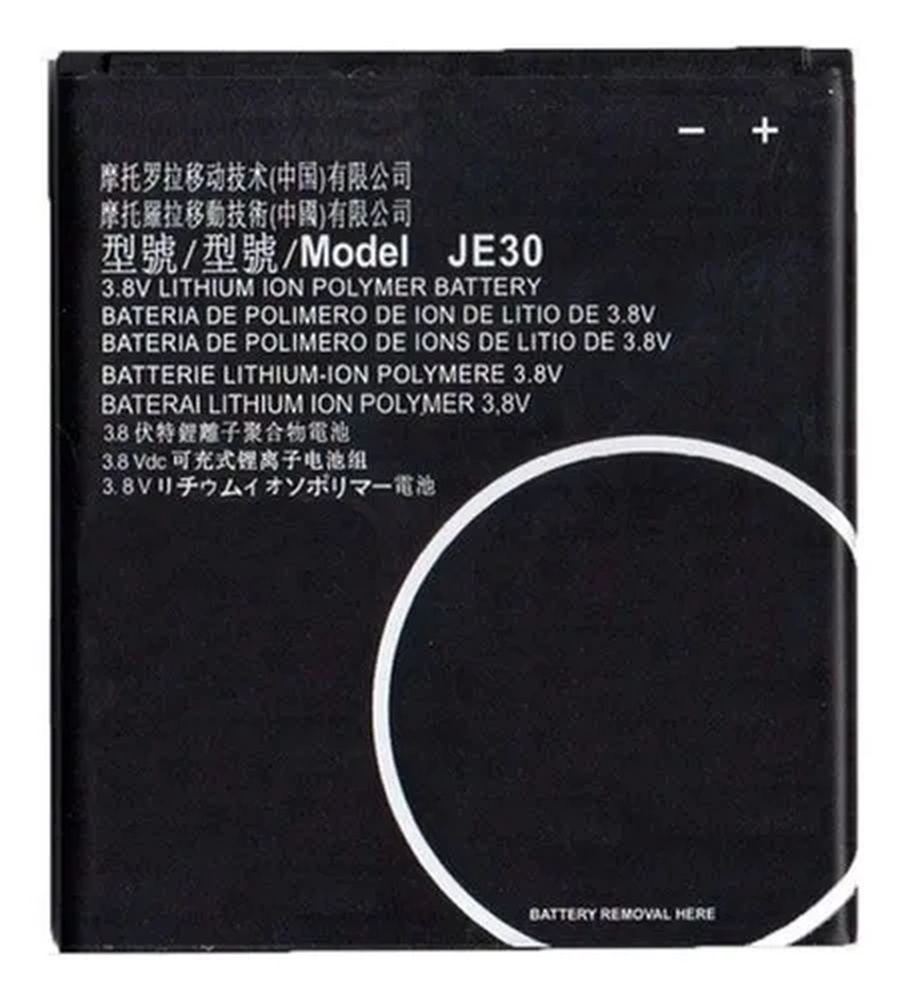 − +
摩托罗拉移动技术(中国)有限公司
摩托羅拉移動技術(中國)有限公司
型號/型號/Model JE30
3.8V LITHIUM ION POLYMER BATTERY
BATERIA DE POLIMERO DE ION DE LITIO DE 3.8V
BATERIA DE POLIMERO DE IONS DE LITIO DE 3.8V
BATTERIE LITHIUM-ION POLYMERE 3.8V
BATERAI LITHIUM ION POLYMER 3,8V
3.8 伏特鋰離子聚合物電池
3.8 Vdc 可充式锂离子电池组
3.8V リチゥムイオソポリマー電池
BATTERY REMOVAL HERE